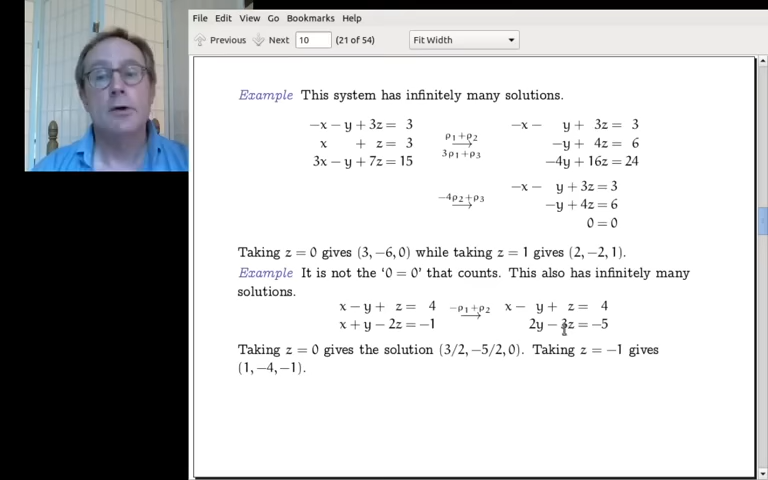 File Edit View Go Bookmarks Help
Previous Next 10 (21 of 54) Fit Width
Example This system has infinitely many solutions.
−x − y + 3z = 3
x + z = 3
3x − y + 7z = 15
ρ1+ρ2
⟶
3ρ1+ρ3
−x − y + 3z = 3
−y + 4z = 6
−4y + 16z = 24
−4ρ2+ρ3
⟶
−x − y + 3z = 3
−y + 4z = 6
0 = 0
Taking z = 0 gives (3, −6, 0) while taking z = 1 gives (2, −2, 1).
Example It is not the ‘0 = 0’ that counts. This also has infinitely many
solutions.
x − y + z = 4
x + y − 2z = −1
−ρ1+ρ2
⟶
x − y + z = 4
2y − 3z = −5
Taking z = 0 gives the solution (3/2, −5/2, 0). Taking z = −1 gives
(1, −4, −1).